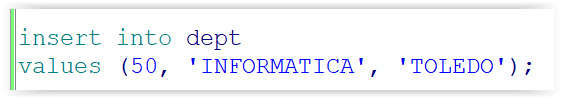 insert into dept
values (50, 'INFORMATICA', 'TOLEDO');